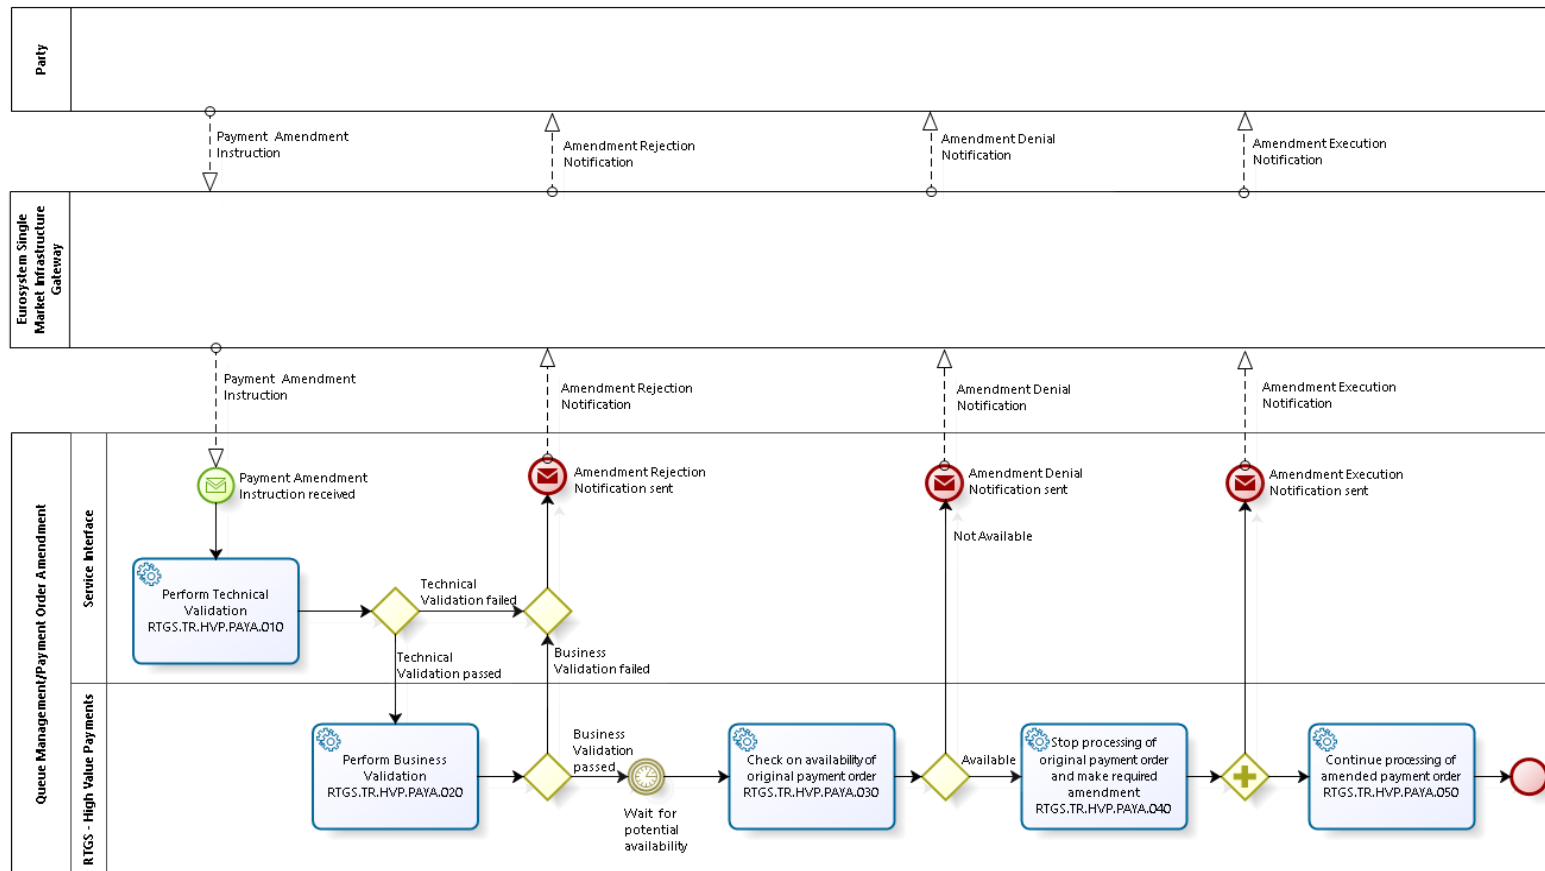 Party
Payment Amendment
Instruction
Amendment Rejection
Notification
Amendment Denial
Notification
Amendment Execution
Notification
Eurosystem Single
Market Infrastructure
Gateway
Payment Amendment
Instruction
Amendment Rejection
Notification
Amendment Denial
Notification
Amendment Execution
Notification
Queue Management/Payment Order Amendment
Service Interface
Payment Amendment
Instruction received
Amendment Rejection
Notification sent
Amendment Denial
Notification sent
Amendment Execution
Notification sent
Not Available
Perform Technical
Validation
RTGS.TR.HVP.PAYA.010
Technical
Validation failed
Technical
Validation passed
Business
Validation failed
RTGS - High Value Payments
Perform Business
Validation
RTGS.TR.HVP.PAYA.020
Business
Validation
passed
Wait for
potential
availability
Check on availability of
original payment order
RTGS.TR.HVP.PAYA.030
Available
Stop processing of
original payment order
and make required
amendment
RTGS.TR.HVP.PAYA.040
Continue processing of
amended payment order
RTGS.TR.HVP.PAYA.050